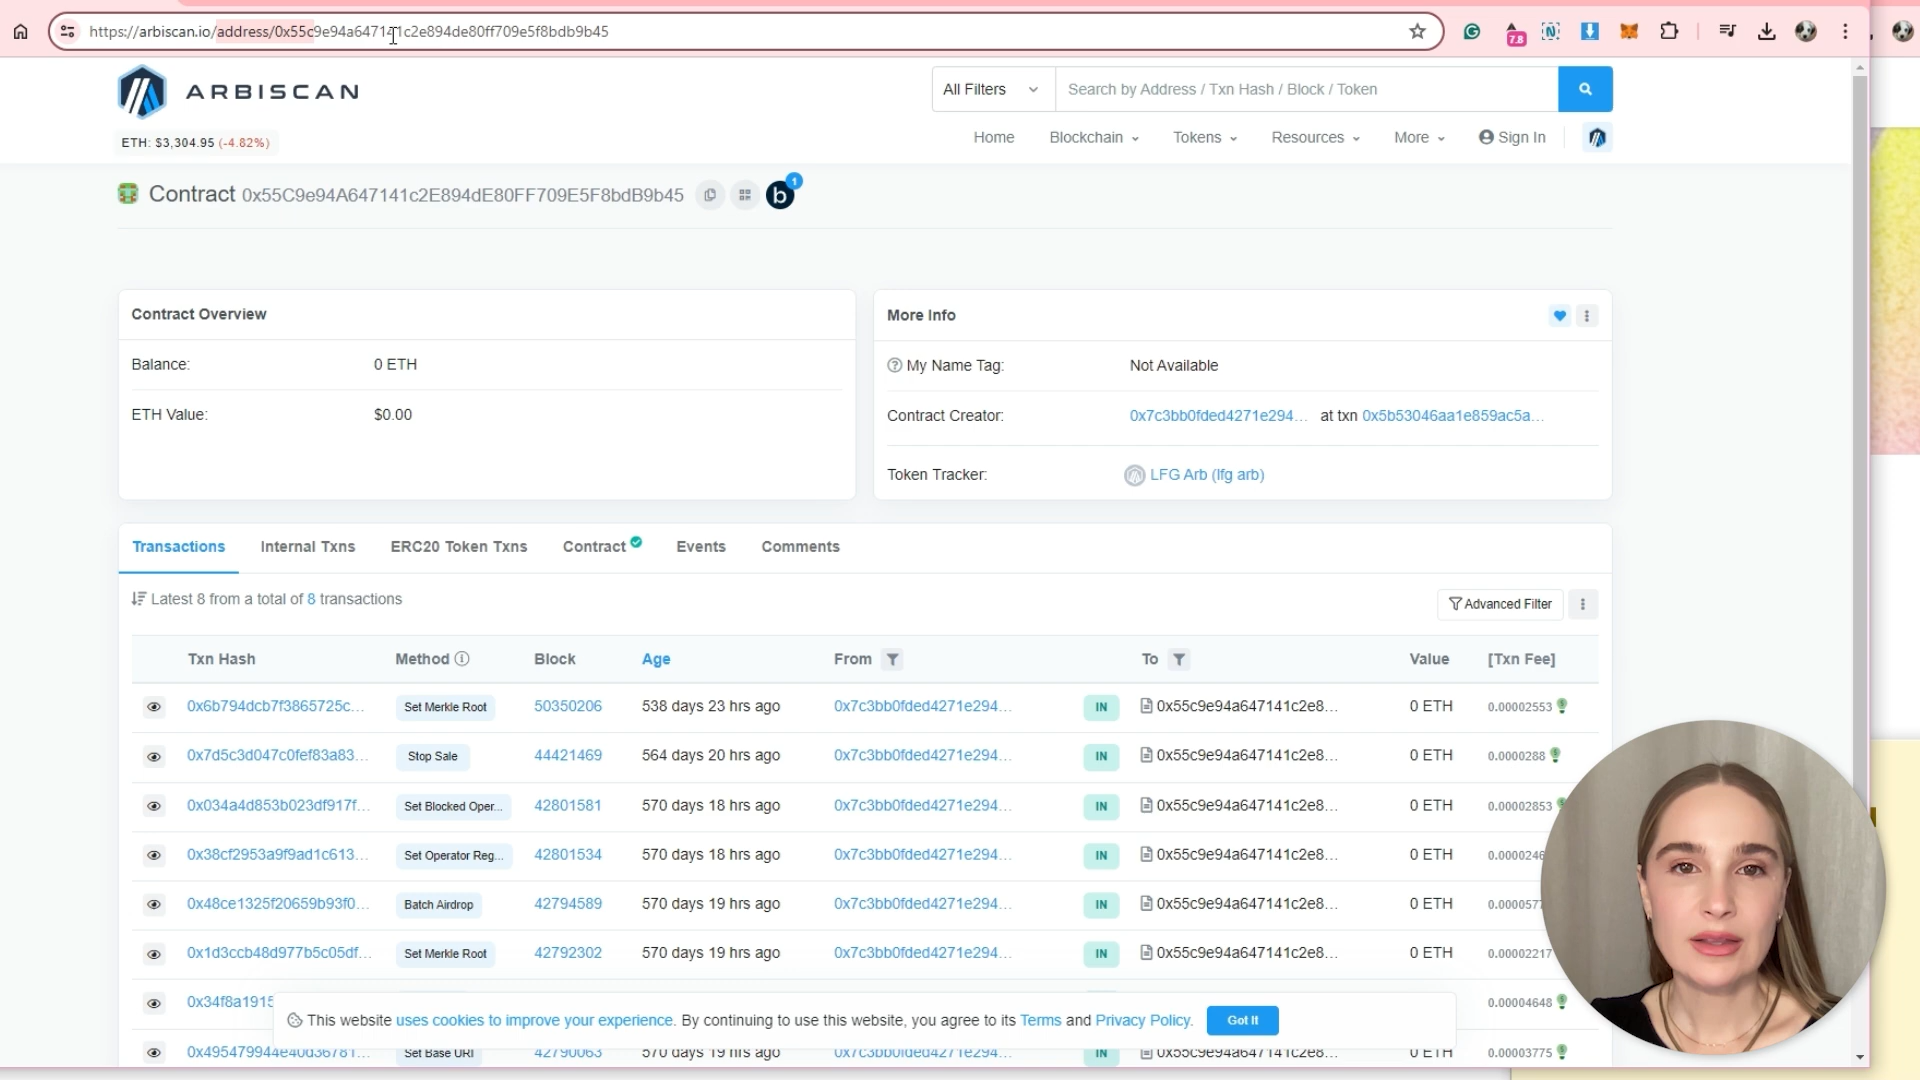 https://arbiscan.io/address/0x55c9e94a647141c2e894de80ff709e5f8bdb9b45
7.8
ARBISCAN
All Filters
Search by Address / Txn Hash / Block / Token
ETH: $3,304.95 (-4.82%)
Home Blockchain Tokens Resources More Sign In
Contract 0x55C9e94A647141c2E894dE80FF709E5F8bdB9b45
b 1
Contract Overview
Balance: 0 ETH
ETH Value: $0.00
More Info
My Name Tag: Not Available
Contract Creator: 0x7c3bb0fded4271e294... at txn 0x5b53046aa1e859ac5a...
Token Tracker: LFG Arb (lfg arb)
Transactions Internal Txns ERC20 Token Txns Contract Events Comments
Latest 8 from a total of 8 transactions
Advanced Filter
Txn Hash Method Block Age From To Value [Txn Fee]
0x6b794dcb7f3865725c... Set Merkle Root 50350206 538 days 23 hrs ago 0x7c3bb0fded4271e294... IN 0x55c9e94a647141c2e8... 0 ETH 0.00002553
0x7d5c3d047c0fef83a83... Stop Sale 44421469 564 days 20 hrs ago 0x7c3bb0fded4271e294... IN 0x55c9e94a647141c2e8... 0 ETH 0.0000288
0x034a4d853b023df917f... Set Blocked Oper... 42801581 570 days 18 hrs ago 0x7c3bb0fded4271e294... IN 0x55c9e94a647141c2e8... 0 ETH 0.00002853
0x38cf2953a9f9ad1c613... Set Operator Reg... 42801534 570 days 18 hrs ago 0x7c3bb0fded4271e294... IN 0x55c9e94a647141c2e8... 0 ETH
0x48ce1325f20659b93f0... Batch Airdrop 42794589 570 days 19 hrs ago 0x7c3bb0fded4271e294... IN 0x55c9e94a647141c2e8... 0 ETH
0x1d3ccb48d977b5c05df... Set Merkle Root 42792302 570 days 19 hrs ago 0x7c3bb0fded4271e294... IN 0x55c9e94a647141c2e8... 0 ETH 0.00002217
0x34f8a1915 0.00004648
This website uses cookies to improve your experience. By continuing to use this website, you agree to its Terms and Privacy Policy. Got It
Set Base URI 42790063 570 days 19 hrs ago 0x7c3bb0fded4271e294... IN 0x55c9e94a647141c2e8... 0 ETH 0.00003775